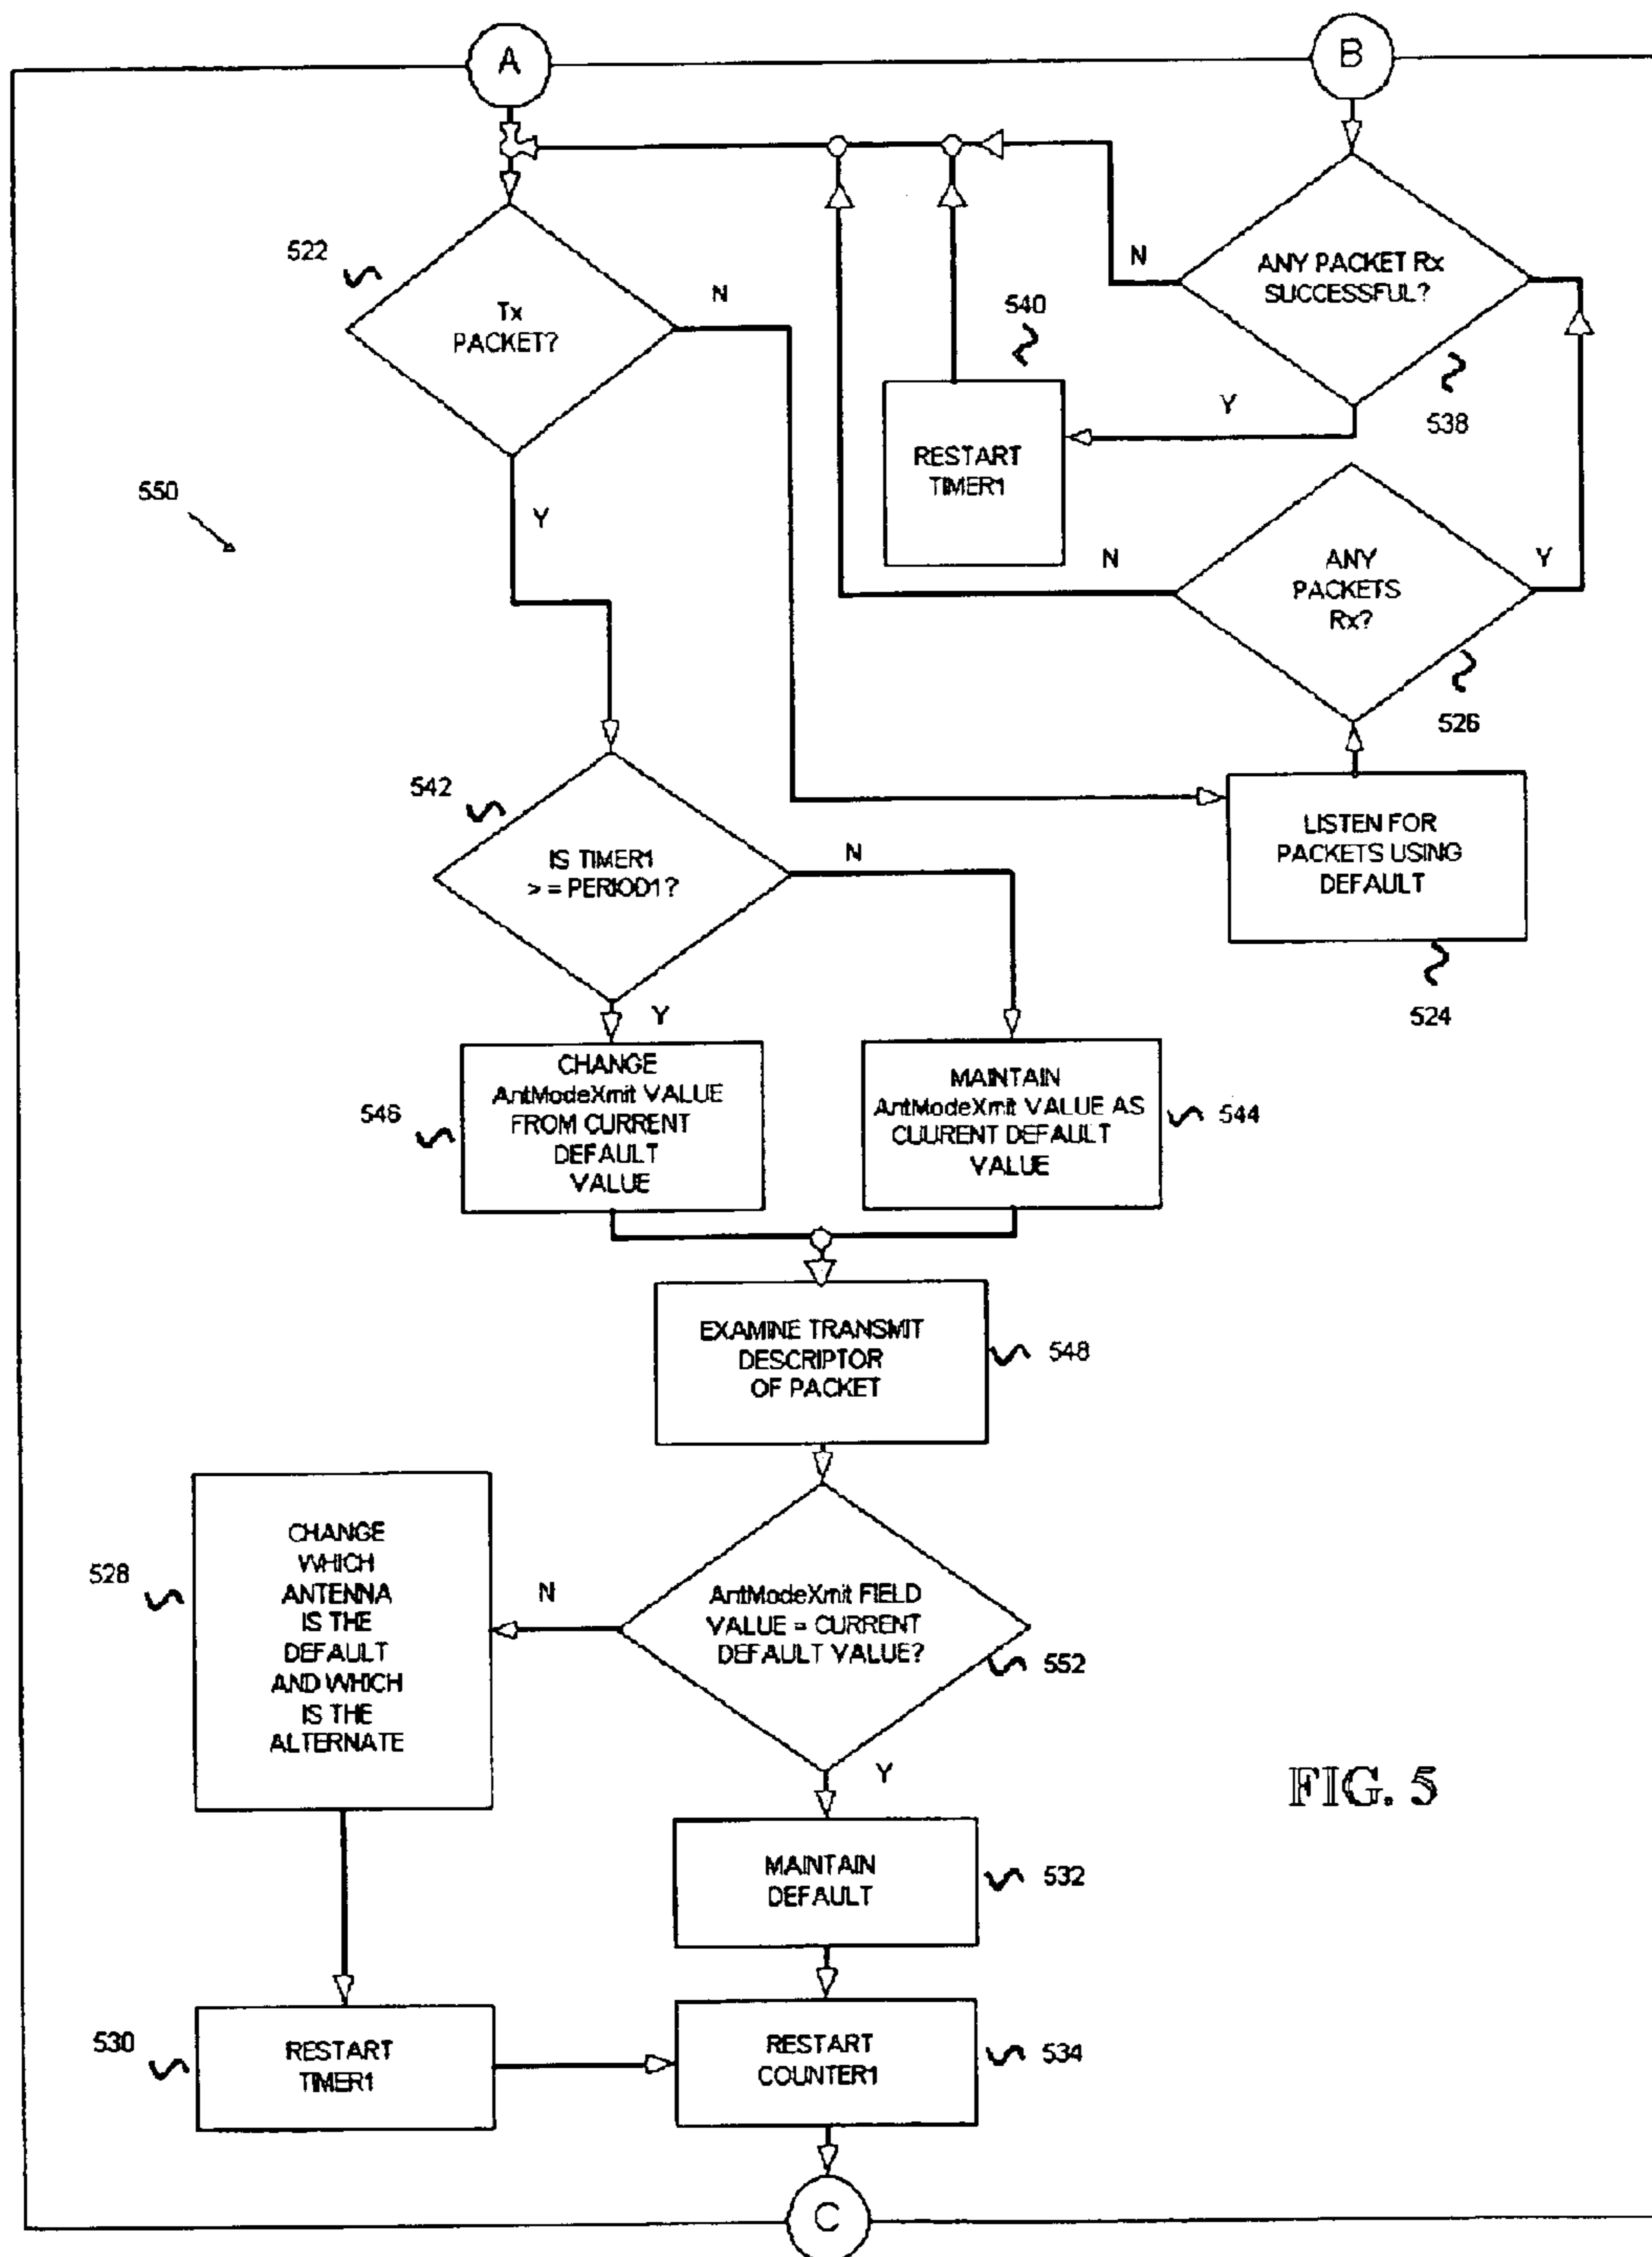 A
B
522
Tx
PACKET?
N
Y
ANY PACKET Rx
SUCCESSFUL?
N
Y
538
540
RESTART
TIMER1
550
ANY
PACKETS
Rx?
N
Y
526
LISTEN FOR
PACKETS USING
DEFAULT
524
542
IS TIMER1
> = PERIOD1?
N
Y
546
CHANGE
AntModeXmit VALUE
FROM CURRENT
DEFAULT
VALUE
MAINTAIN
AntModeXmit VALUE AS
CUURENT DEFAULT
VALUE
544
EXAMINE TRANSMIT
DESCRIPTOR
OF PACKET
548
528
CHANGE
WHICH
ANTENNA
IS THE
DEFAULT
AND WHICH
IS THE
ALTERNATE
N
AntModeXmit FIELD
VALUE = CURRENT
DEFAULT VALUE?
552
Y
FIG. 5
MAINTAIN
DEFAULT
532
530
RESTART
TIMER1
RESTART
COUNTER1
534
C